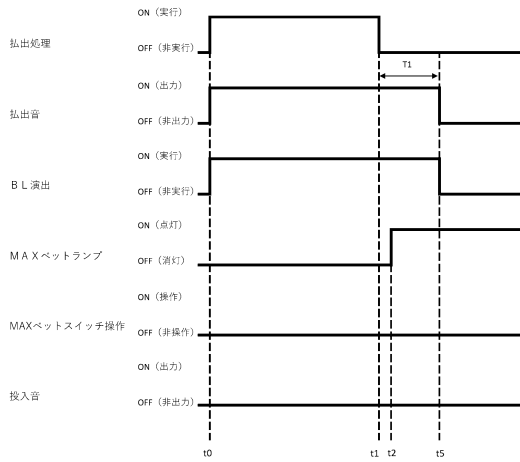 ON（実行）
払出処理
OFF（非実行）
T1
ON（出力）
払出音
OFF（非出力）
ON（実行）
ＢＬ演出
OFF（非実行）
ON（点灯）
ＭＡＸベットランプ
OFF（消灯）
ON（操作）
MAXベットスイッチ操作
OFF（非操作）
ON（出力）
投入音
OFF（非出力）
t0 t1 t2 t5